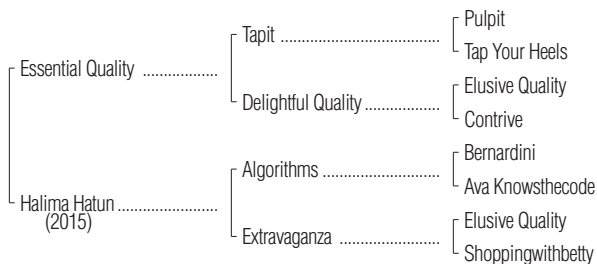 Pulpit
Tapit ........................................
Tap Your Heels
Essential Quality ...................
Elusive Quality
Delightful Quality ...................
Contrive
Bernardini
Algorithms ..............................
Ava Knowsthecode
Halima Hatun .........................
(2015)
Elusive Quality
Extravaganza .........................
Shoppingwithbetty